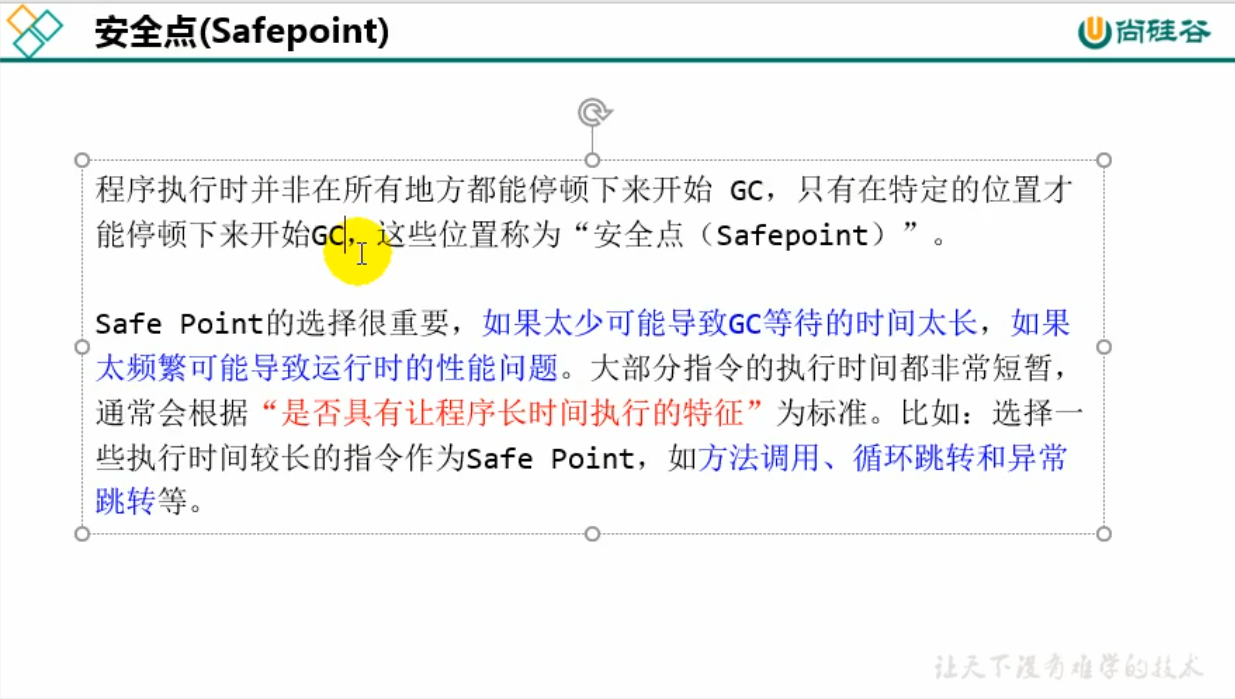 安全点(Safepoint)
尚硅谷
程序执行时并非在所有地方都能停顿下来开始 GC，只有在特定的位置才
能停顿下来开始GC，这些位置称为“安全点（Safepoint）”。
Safe Point的选择很重要，如果太少可能导致GC等待的时间太长，如果
太频繁可能导致运行时的性能问题。大部分指令的执行时间都非常短暂，
通常会根据“是否具有让程序长时间执行的特征”为标准。比如：选择一
些执行时间较长的指令作为Safe Point，如方法调用、循环跳转和异常
跳转等。
让天下没有难学的技术